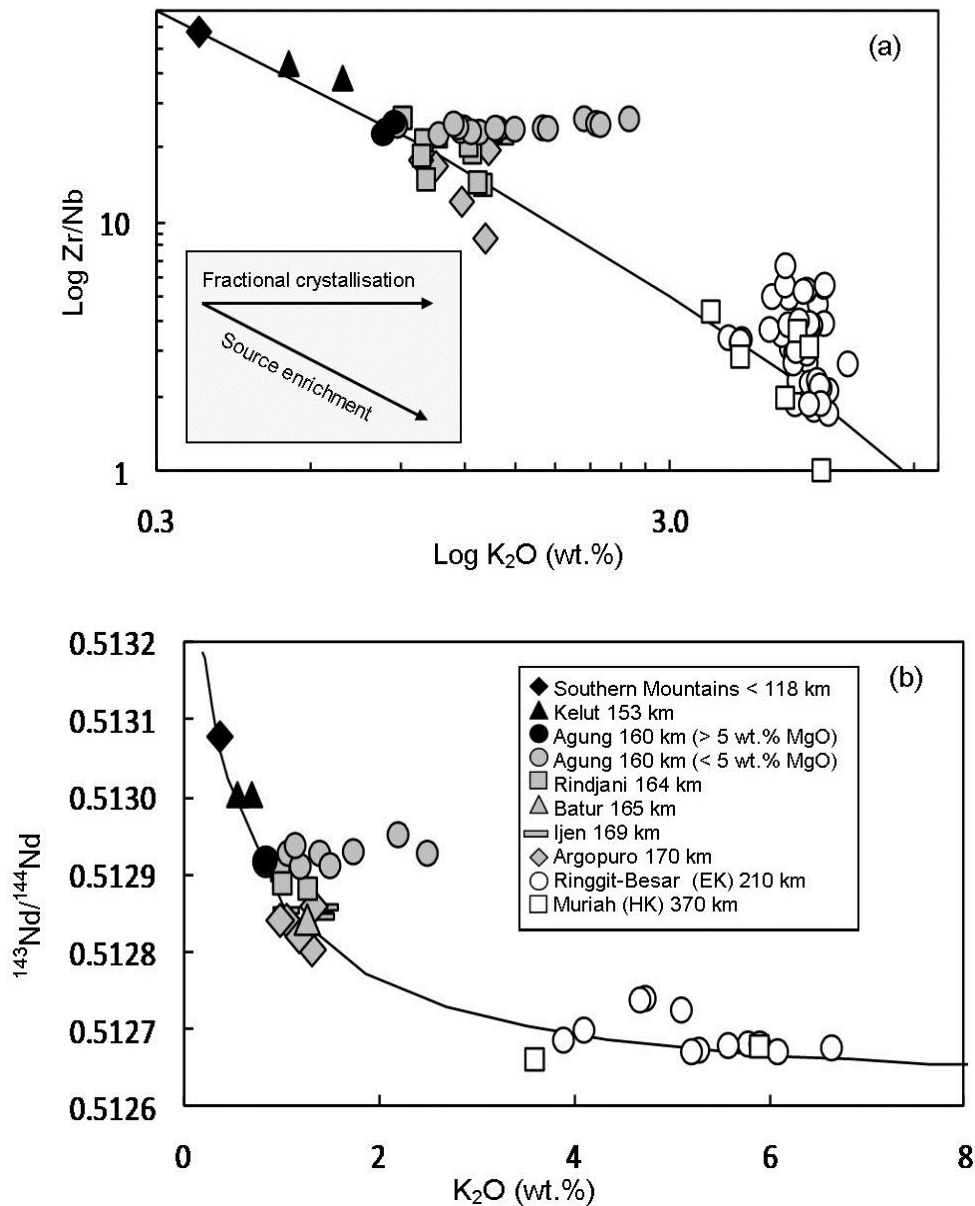 (a)
Log Zr/Nb
10
1
Fractional crystallisation
Source enrichment
0.3
3.0
Log K₂O (wt.%)
(b)
¹⁴³Nd/¹⁴⁴Nd
0.5132
0.5131
0.5130
0.5129
0.5128
0.5127
0.5126
Southern Mountains < 118 km
Kelut 153 km
Agung 160 km (> 5 wt.% MgO)
Agung 160 km (< 5 wt.% MgO)
Rindjani 164 km
Batur 165 km
Ijen 169 km
Argopuro 170 km
Ringgit-Besar (EK) 210 km
Muriah (HK) 370 km
0
2
4
6
8
K₂O (wt.%)